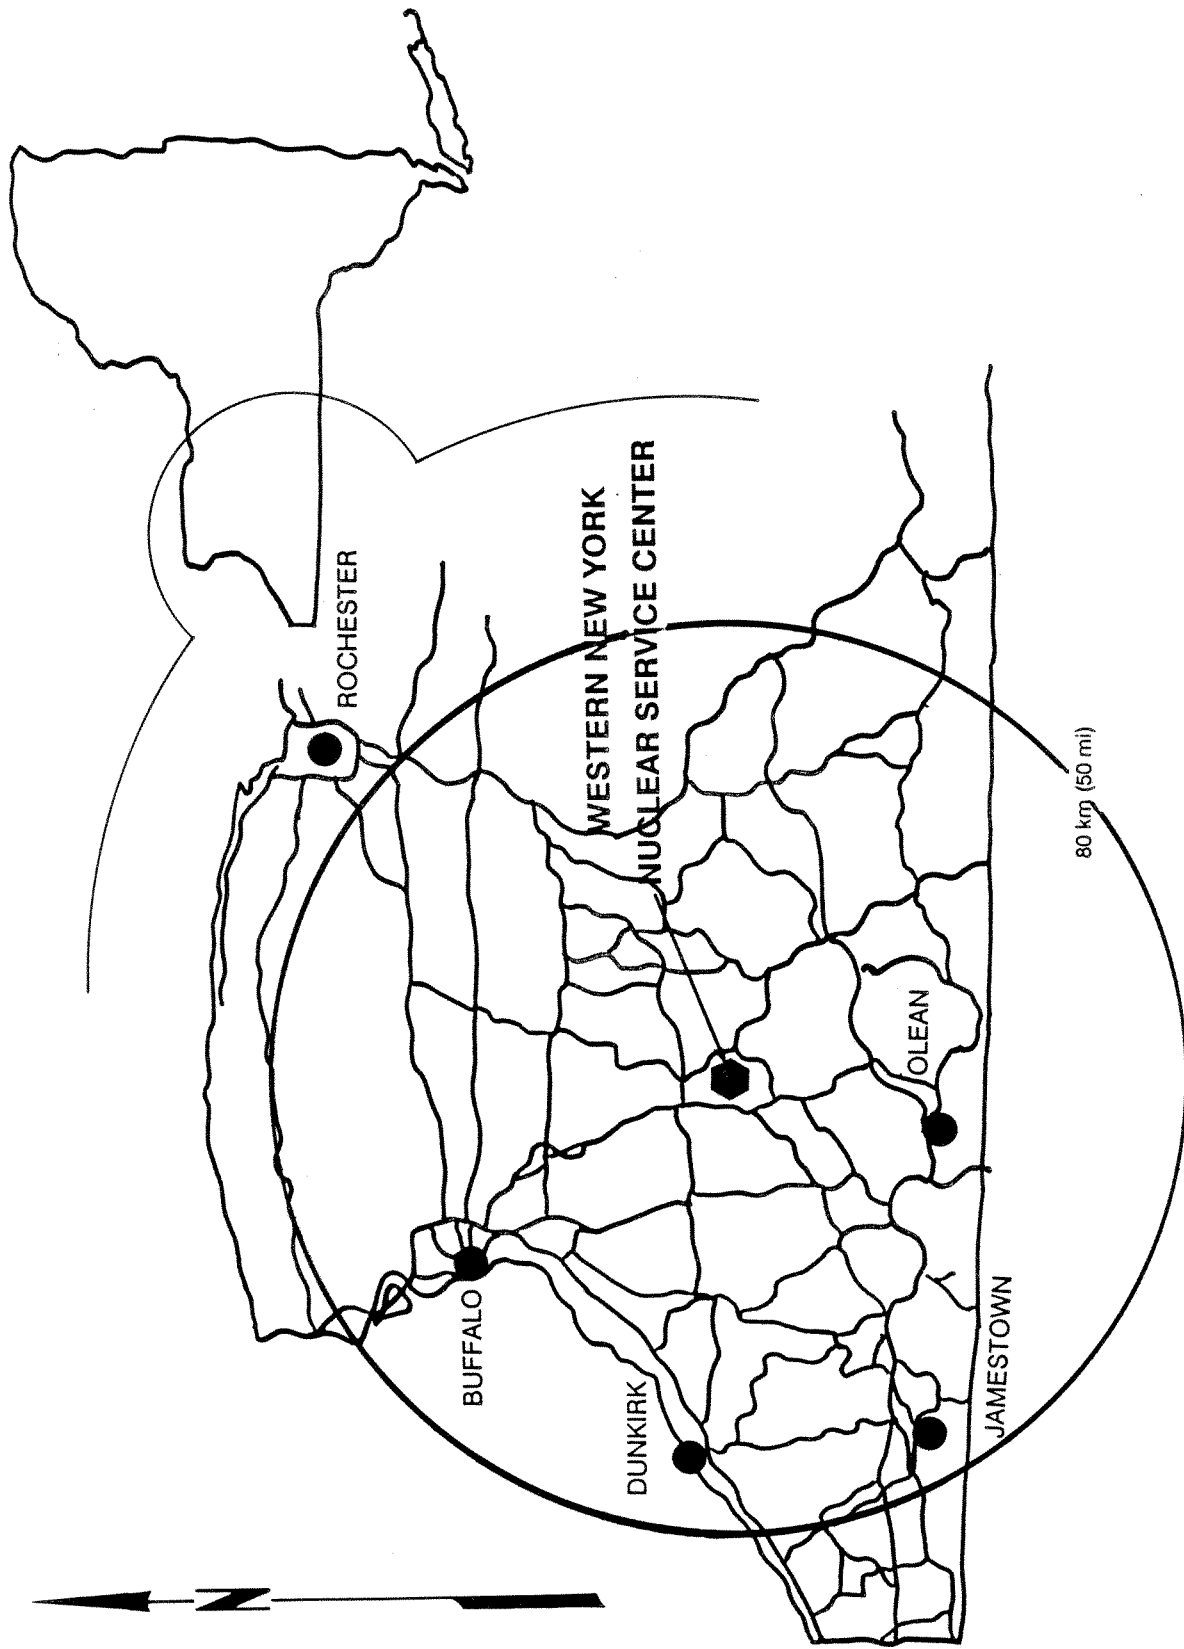 ROCHESTER
WESTERN NEW YORK
NUCLEAR SERVICE CENTER
BUFFALO
DUNKIRK
OLEAN
JAMESTOWN
80 km (50 mi)
N